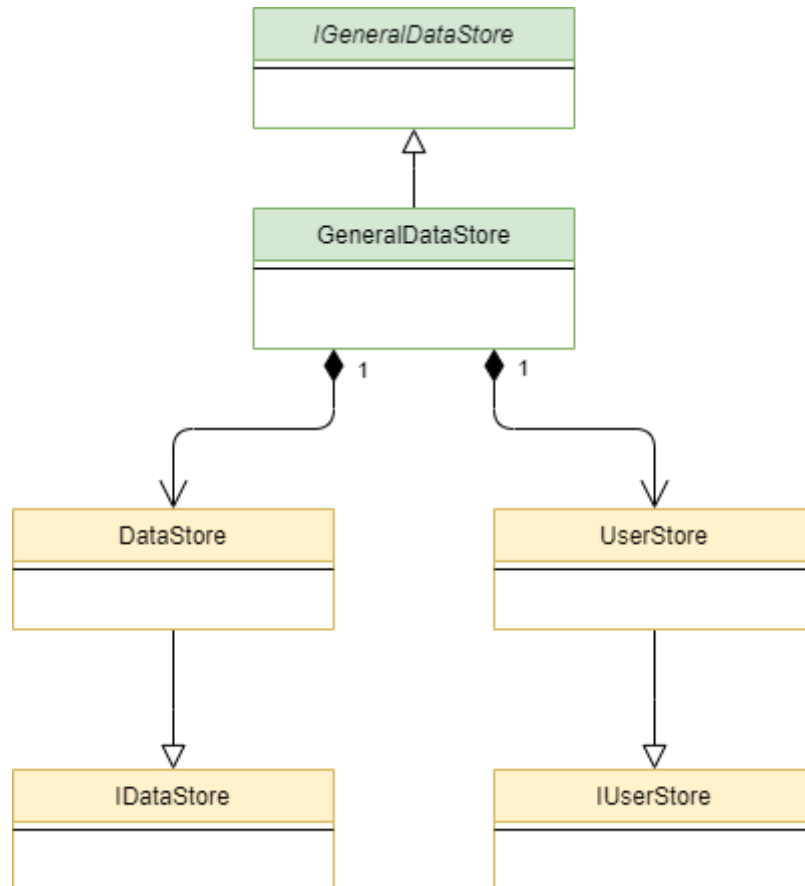 IGeneralDataStore
GeneralDataStore
1
1
DataStore
UserStore
IDataStore
IUserStore